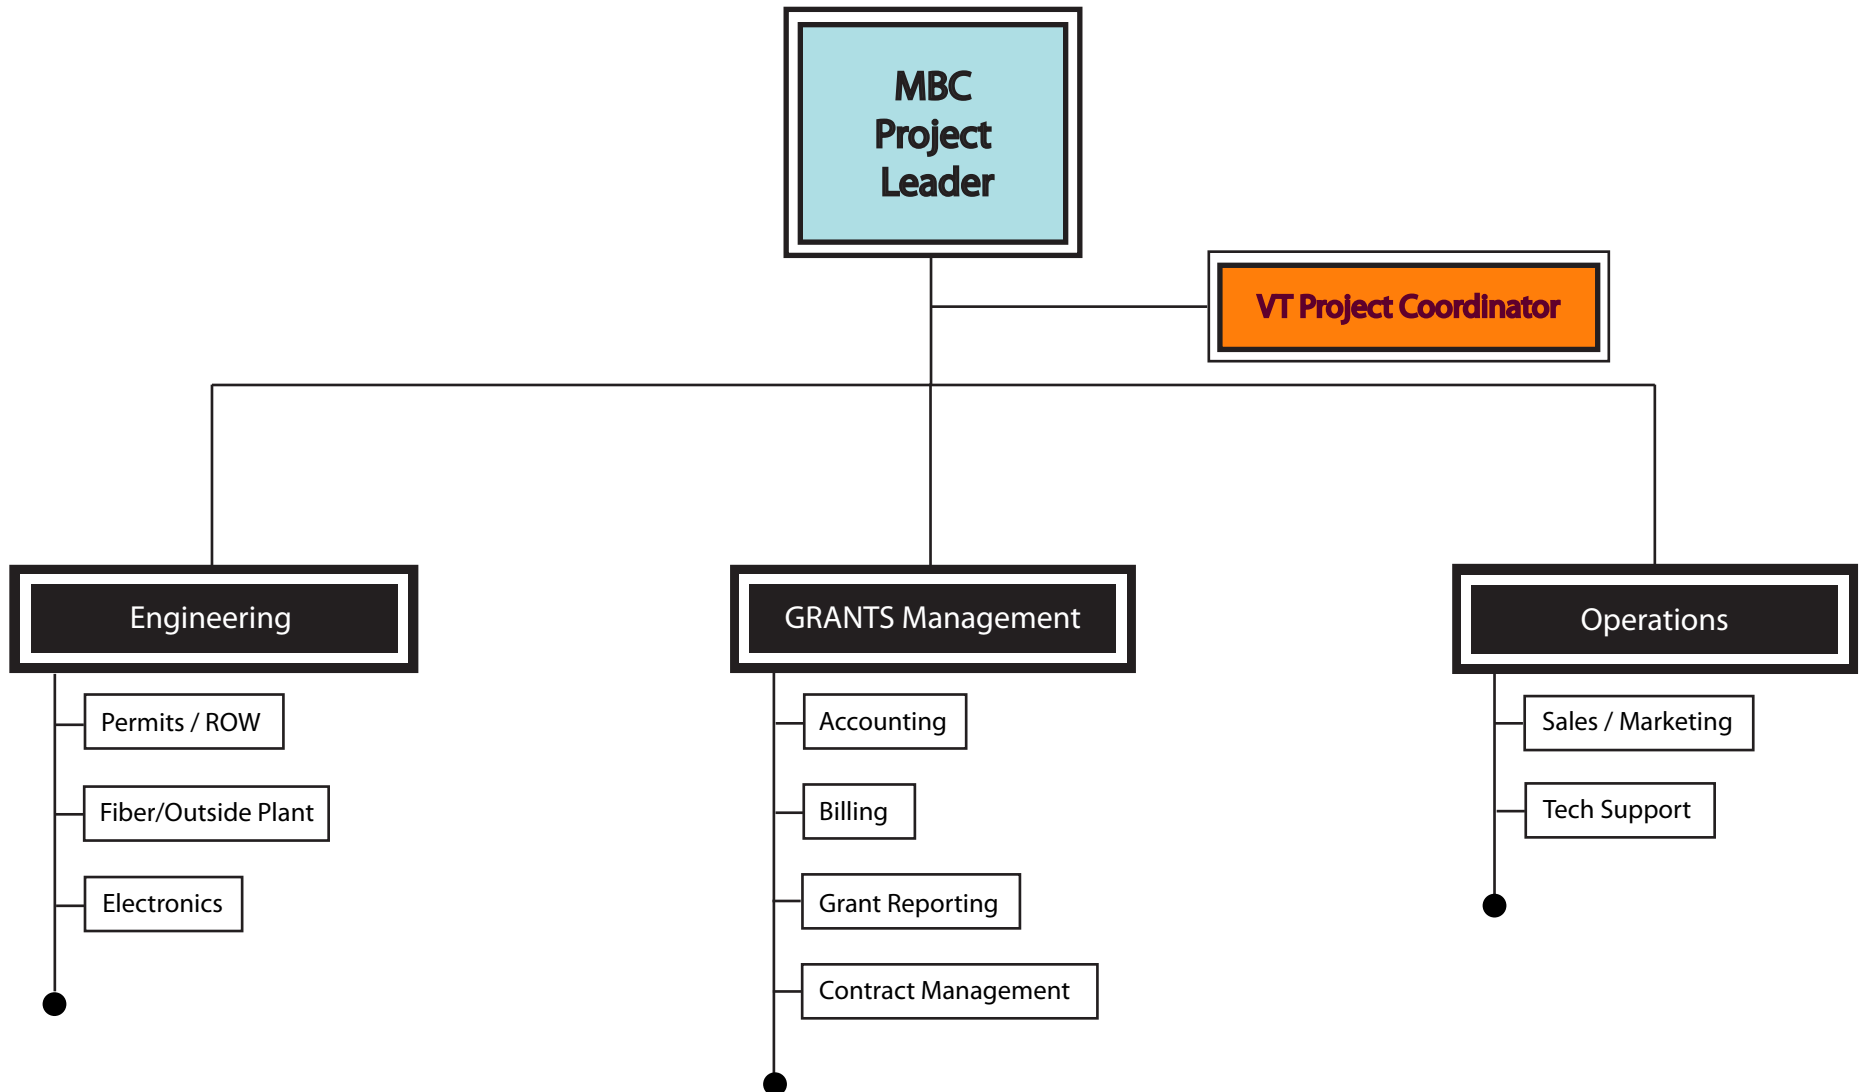 MBC
Project
Leader
VT Project Coordinator
Engineering
Permits / ROW
Fiber/Outside Plant
Electronics
GRANTS Management
Accounting
Billing
Grant Reporting
Contract Management
Operations
Sales / Marketing
Tech Support